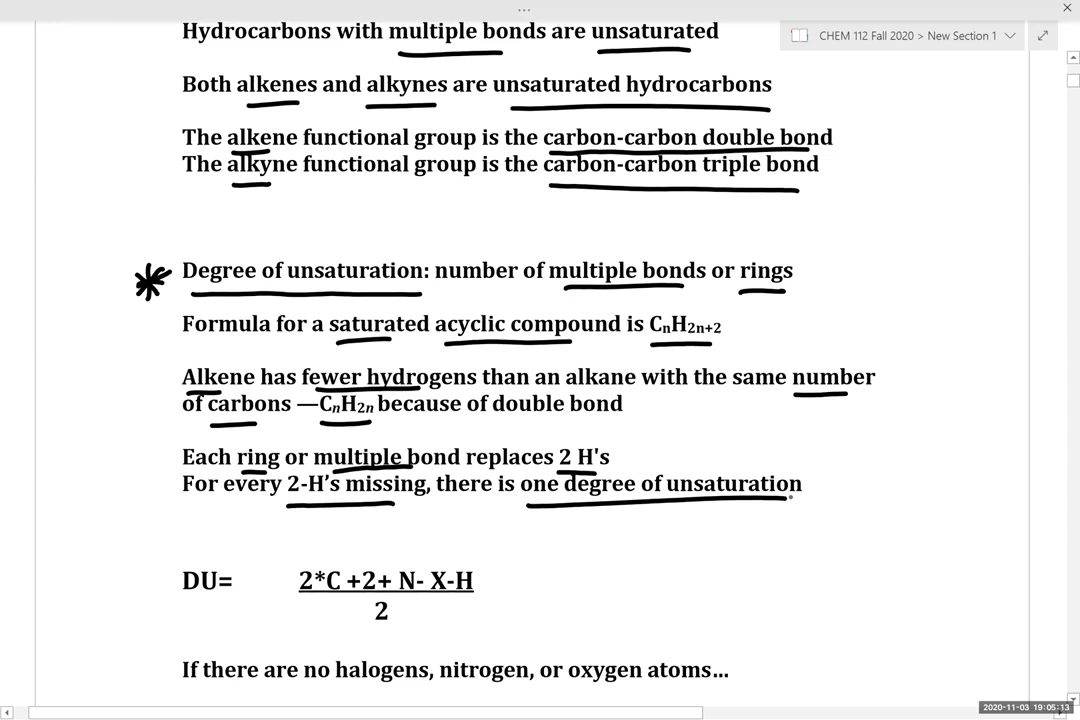 CHEM 112 Fall 2020 > New Section 1
Hydrocarbons with multiple bonds are unsaturated
Both alkenes and alkynes are unsaturated hydrocarbons
The alkene functional group is the carbon-carbon double bond
The alkyne functional group is the carbon-carbon triple bond
Degree of unsaturation: number of multiple bonds or rings
Formula for a saturated acyclic compound is CnH2n+2
Alkene has fewer hydrogens than an alkane with the same number
of carbons —CnH2n because of double bond
Each ring or multiple bond replaces 2 H's
For every 2-H’s missing, there is one degree of unsaturation
DU= 2*C +2+ N- X-H
2
If there are no halogens, nitrogen, or oxygen atoms...
2020-11-03 19:05:13